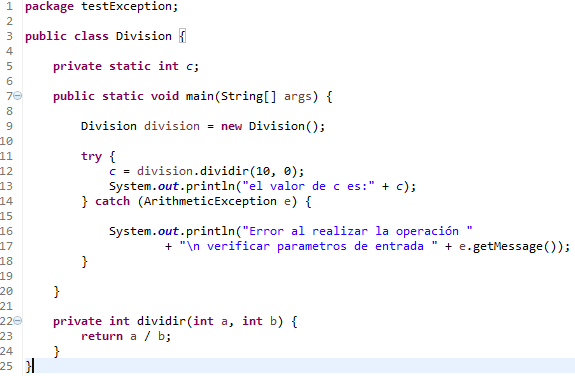 1 package testException;
2
3 public class Division {
4
5 private static int c;
6
7 public static void main(String[] args) {
8
9 Division division = new Division();
10
11 try {
12 c = division.dividir(10, 0);
13 System.out.println("el valor de c es:" + c);
14 } catch (ArithmeticException e) {
15
16 System.out.println("Error al realizar la operación "
17 + "\n verificar parametros de entrada " + e.getMessage());
18 }
19
20 }
21
22 private int dividir(int a, int b) {
23 return a / b;
24 }
25 }